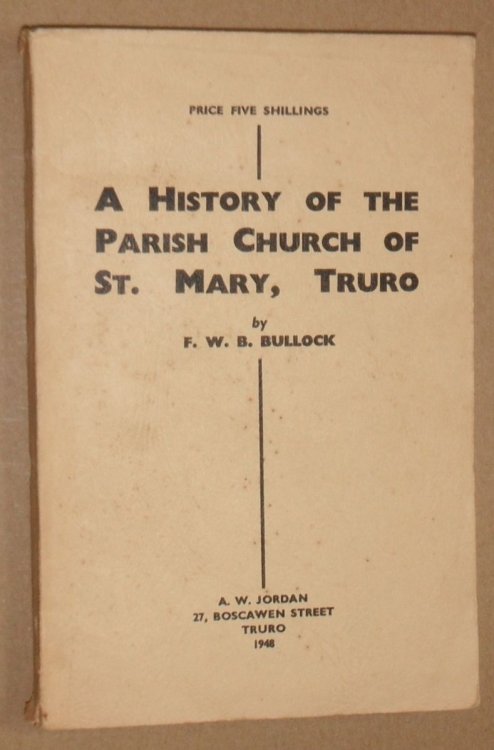 PRICE FIVE SHILLINGS
A HISTORY OF THE
PARISH CHURCH OF
ST. MARY, TRURO
by
F. W. B. BULLOCK
A. W. JORDAN
27, BOSCAWEN STREET
TRURO
1948